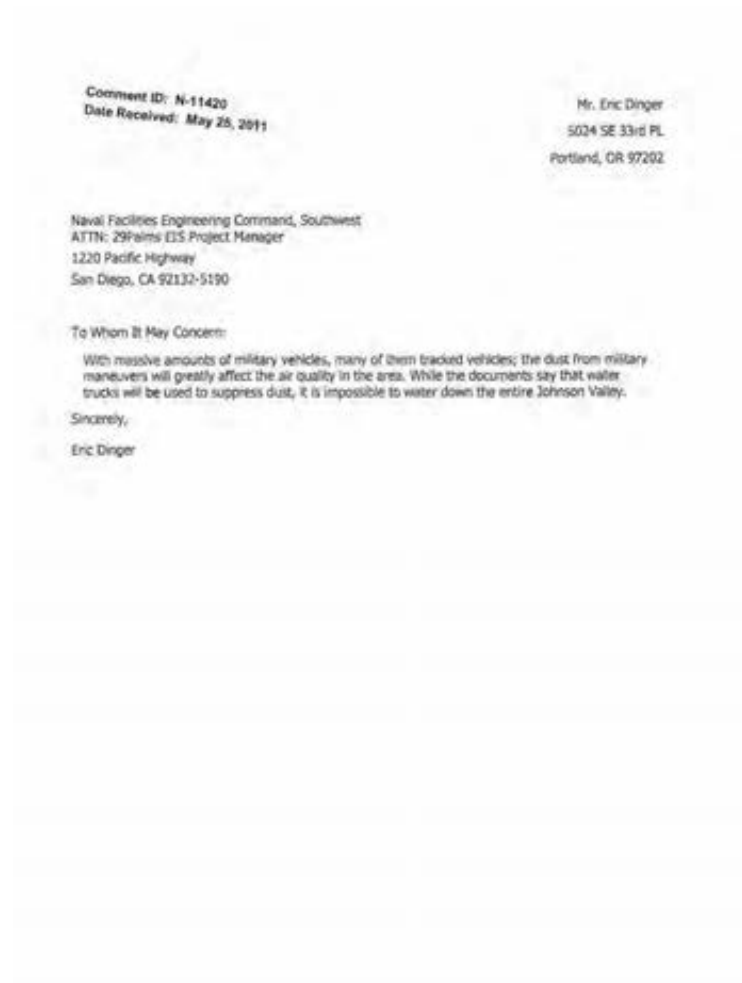 Comment ID: N-11420
Date Received: May 25, 2011
Mr. Eric Dinger
5024 SE 33rd PL
Portland, OR 97202
Naval Facilities Engineering Command, Southwest
ATTN: 29Palms EIS Project Manager
1220 Pacific Highway
San Diego, CA 92132-5190
To Whom It May Concern:
With massive amounts of military vehicles, many of them tracked vehicles; the dust from military
maneuvers will greatly affect the air quality in the area. While the documents say that water
trucks will be used to suppress dust, it is impossible to water down the entire Johnson Valley.
Sincerely,
Eric Dinger